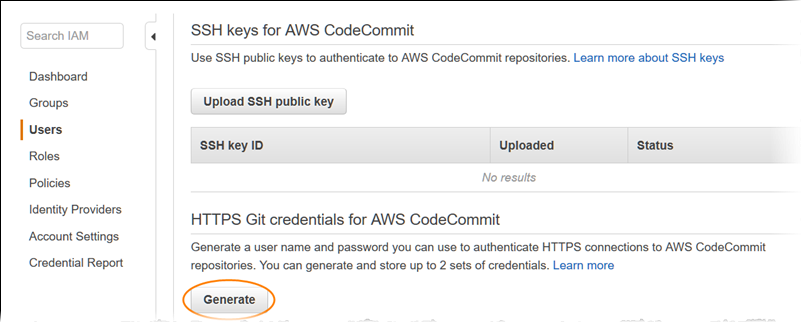 Search IAM
Dashboard
Groups
Users
Roles
Policies
Identity Providers
Account Settings
Credential Report
SSH keys for AWS CodeCommit
Use SSH public keys to authenticate to AWS CodeCommit repositories. Learn more about SSH keys
Upload SSH public key
SSH key ID Uploaded Status
No results
HTTPS Git credentials for AWS CodeCommit
Generate a user name and password you can use to authenticate HTTPS connections to AWS CodeCommit
repositories. You can generate and store up to 2 sets of credentials. Learn more
Generate